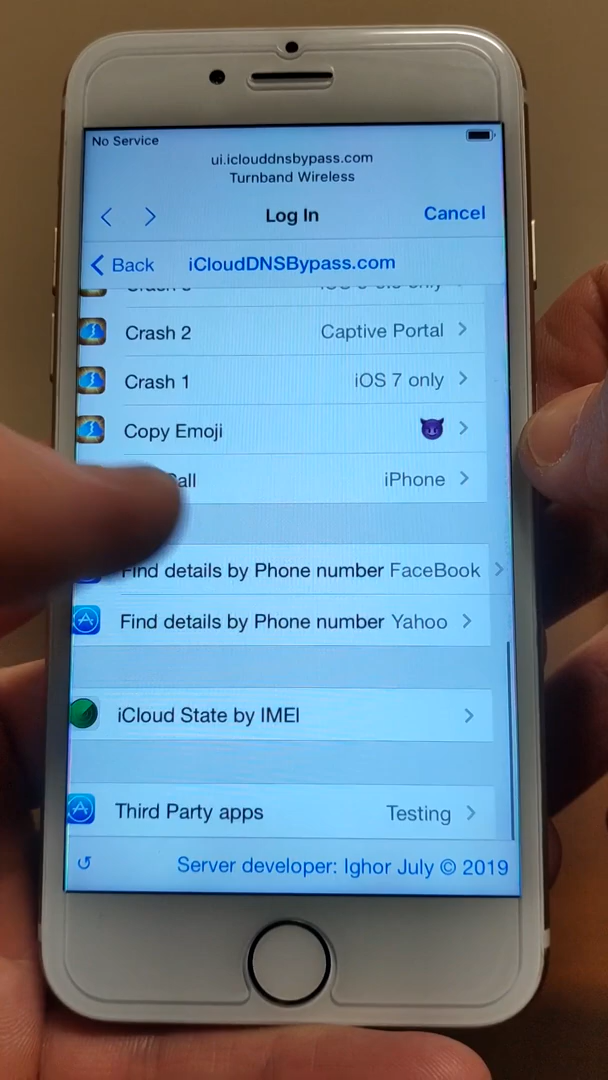 No Service
ui.iclouddnsbypass.com
Turnband Wireless
Log In
Cancel
Back
iCloudDNSBypass.com
Crash 2
Captive Portal
Crash 1
iOS 7 only
Copy Emoji
😈
iPhone
Find details by Phone number FaceBook
Find details by Phone number Yahoo
iCloud State by IMEI
Third Party apps
Testing
Server developer: Ighor July © 2019